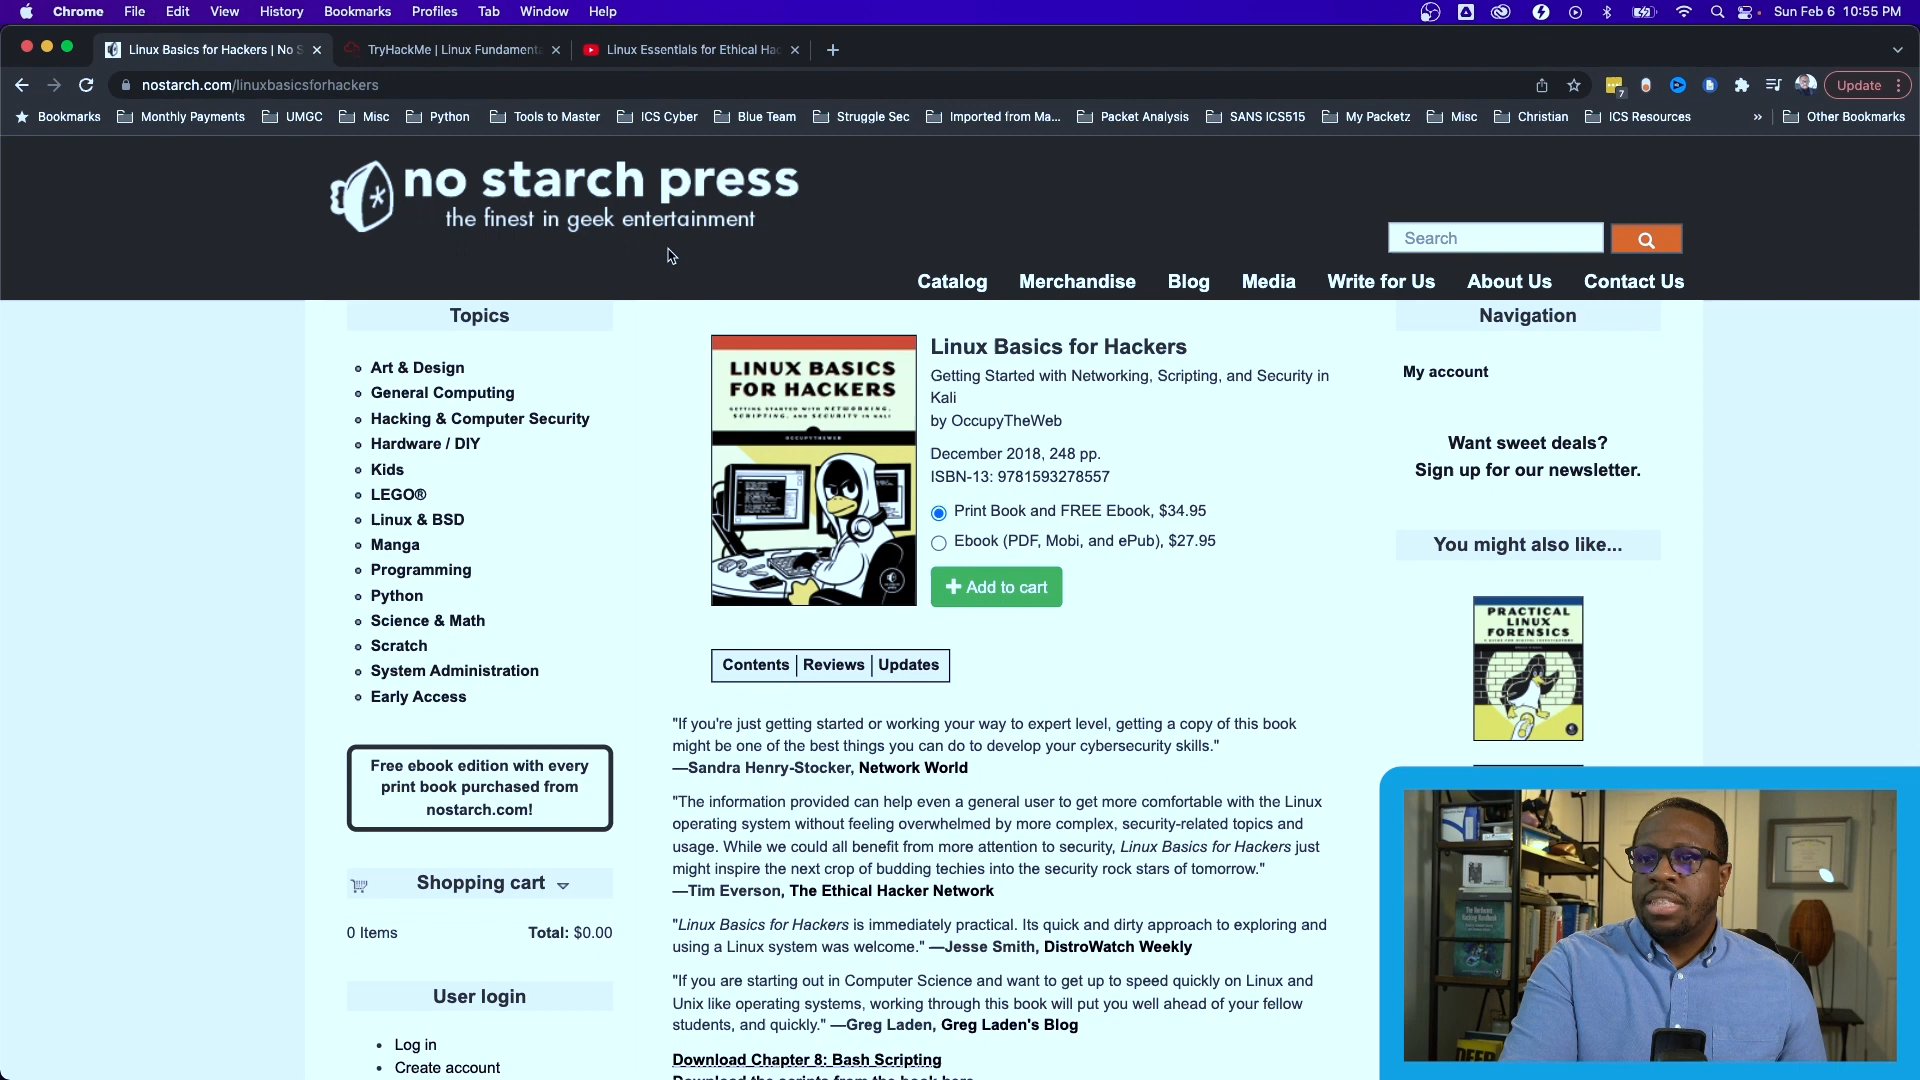 Chrome File Edit View History Bookmarks Profiles Tab Window Help Sun Feb 6 10:55 PM
Linux Basics for Hackers | No S TryHackMe | Linux Fundament Linux Essentials for Ethical Hac
nostarch.com/linuxbasicsforhackers 7 Update
Bookmarks Monthly Payments UMGC Misc Python Tools to Master ICS Cyber Blue Team Struggle Sec Imported from Ma... Packet Analysis SANS ICS515 My Packetz Misc Christian ICS Resources » Other Bookmarks
no starch press
the finest in geek entertainment
Search
Catalog Merchandise Blog Media Write for Us About Us Contact Us
Topics
Art & Design
General Computing
Hacking & Computer Security
Hardware / DIY
Kids
LEGO®
Linux & BSD
Manga
Programming
Python
Science & Math
Scratch
System Administration
Early Access
Free ebook edition with every
print book purchased from
nostarch.com!
Shopping cart
0 Items Total: $0.00
User login
Log in
Create account
LINUX BASICS
FOR HACKERS
GETTING STARTED WITH NETWORKING,
SCRIPTING, AND SECURITY IN KALI
OCCUPYTHEWEB
Linux Basics for Hackers
Getting Started with Networking, Scripting, and Security in
Kali
by OccupyTheWeb
December 2018, 248 pp.
ISBN-13: 9781593278557
Print Book and FREE Ebook, $34.95
Ebook (PDF, Mobi, and ePub), $27.95
Add to cart
Contents Reviews Updates
"If you're just getting started or working your way to expert level, getting a copy of this book
might be one of the best things you can do to develop your cybersecurity skills."
—Sandra Henry-Stocker, Network World
"The information provided can help even a general user to get more comfortable with the Linux
operating system without feeling overwhelmed by more complex, security-related topics and
usage. While we could all benefit from more attention to security, Linux Basics for Hackers just
might inspire the next crop of budding techies into the security rock stars of tomorrow."
—Tim Everson, The Ethical Hacker Network
"Linux Basics for Hackers is immediately practical. Its quick and dirty approach to exploring and
using a Linux system was welcome." —Jesse Smith, DistroWatch Weekly
"If you are starting out in Computer Science and want to get up to speed quickly on Linux and
Unix like operating systems, working through this book will put you well ahead of your fellow
students, and quickly." —Greg Laden, Greg Laden's Blog
Download Chapter 8: Bash Scripting
Download the scripts from the book here
Navigation
My account
Want sweet deals?
Sign up for our newsletter.
You might also like...
PRACTICAL
LINUX
FORENSICS